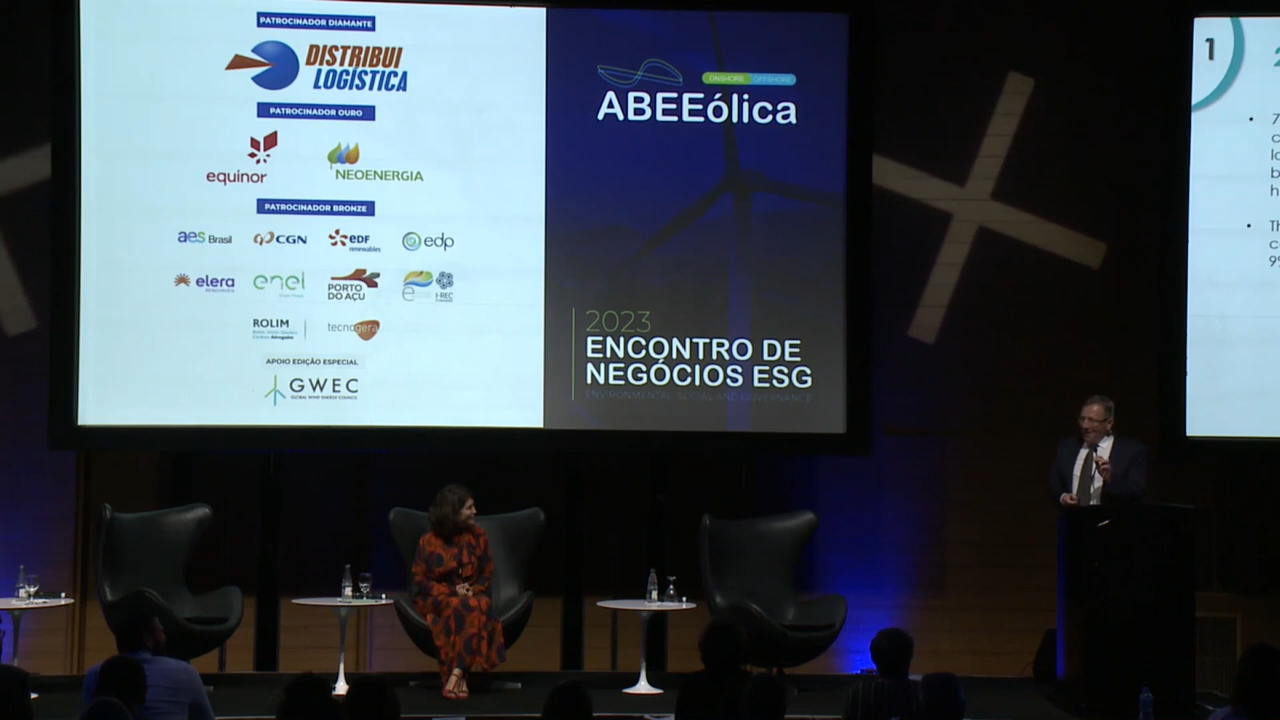 PATROCINADOR DIAMANTE
DISTRIBUI
LOGÍSTICA
PATROCINADOR OURO
equinor
NEOENERGIA
PATROCINADOR BRONZE
aes Brasil
CGN
edf
renewables
edp
elera
RENOVÁVEIS
enel
PORTO
DO AÇU
I-REC
ROLIM
Advogados
tecnogera
APOIO EDIÇÃO ESPECIAL
GWEC
GLOBAL WIND ENERGY COUNCIL
ONSHORE OFFSHORE
ABEEólica
2023
ENCONTRO DE
NEGÓCIOS ESG
ENVIRONMENTAL, SOCIAL AND GOVERNANCE
1